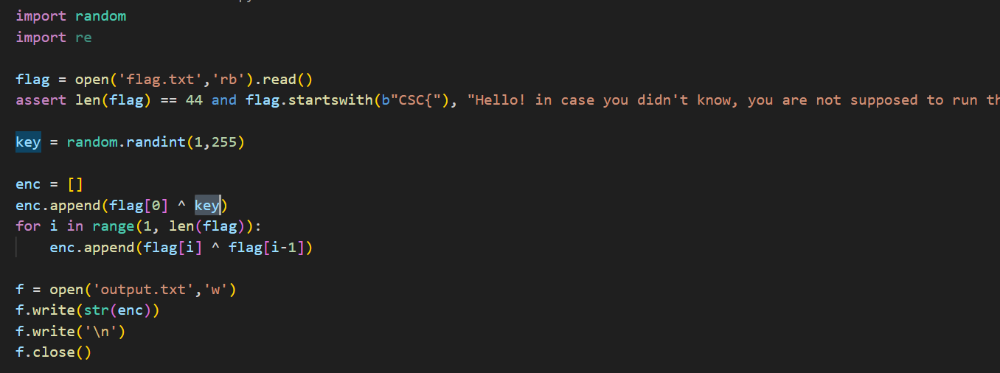 import random
import re
flag = open('flag.txt','rb').read()
assert len(flag) == 44 and flag.startswith(b"CSC{"), "Hello! in case you didn't know, you are not supposed to run
key = random.randint(1,255)
enc = []
enc.append(flag[0] ^ key)
for i in range(1, len(flag)):
    enc.append(flag[i] ^ flag[i-1])
f = open('output.txt','w')
f.write(str(enc))
f.write('\n')
f.close()